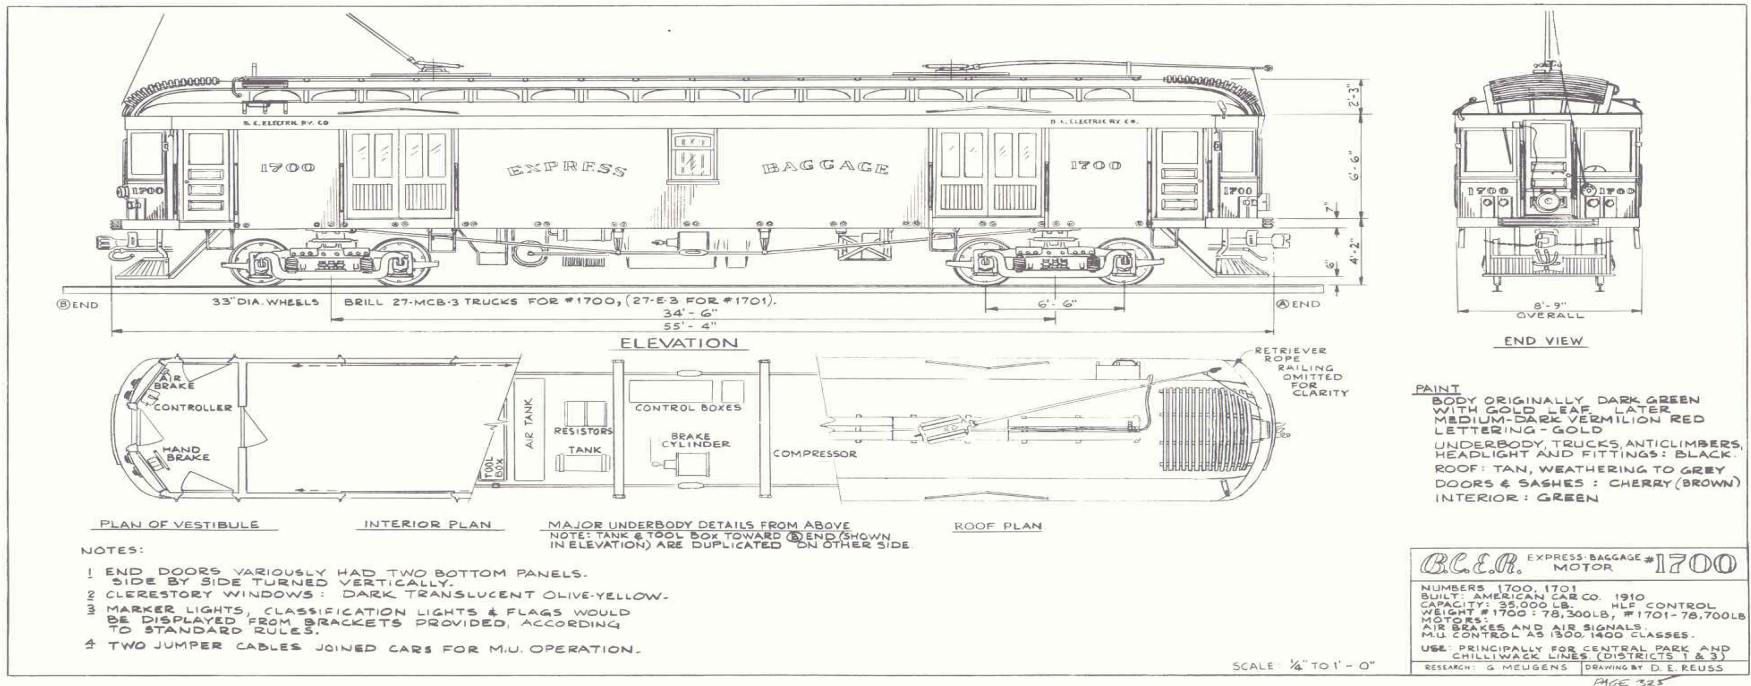 B. C. ELECTRIC RY. CO
B. C. ELECTRIC RY. CO.
1700
EXPRESS
BAGGAGE
1700
1700
1700
2'-3"
6'-6"
7"
6"
4'-2"
1700
1700
Ⓑ END
33" DIA. WHEELS
BRILL 27-MCB-3 TRUCKS FOR #1700, (27-E-3 FOR #1701).
6'-6"
Ⓐ END
34'-6"
55'-4"
ELEVATION
8'-9"
OVERALL
END VIEW
AIR
BRAKE
CONTROLLER
HAND
BRAKE
TOOL
BOX
AIR TANK
RESISTORS
TANK
CONTROL BOXES
BRAKE
CYLINDER
COMPRESSOR
RETRIEVER
ROPE
RAILING
OMITTED
FOR
CLARITY
PLAN OF VESTIBULE
INTERIOR PLAN
MAJOR UNDERBODY DETAILS FROM ABOVE
NOTE: TANK & TOOL BOX TOWARD Ⓑ END (SHOWN
IN ELEVATION) ARE DUPLICATED ON OTHER SIDE.
ROOF PLAN
PAINT
BODY ORIGINALLY DARK GREEN
WITH GOLD LEAF. LATER
MEDIUM-DARK VERMILION RED
LETTERING - GOLD
UNDERBODY, TRUCKS, ANTICLIMBERS,
HEADLIGHT AND FITTINGS: BLACK.
ROOF: TAN, WEATHERING TO GREY
DOORS & SASHES : CHERRY (BROWN)
INTERIOR : GREEN
NOTES:
1 END DOORS VARIOUSLY HAD TWO BOTTOM PANELS.
SIDE BY SIDE TURNED VERTICALLY.
2 CLERESTORY WINDOWS : DARK TRANSLUCENT OLIVE-YELLOW.
3 MARKER LIGHTS, CLASSIFICATION LIGHTS & FLAGS WOULD
BE DISPLAYED FROM BRACKETS PROVIDED, ACCORDING
TO STANDARD RULES.
4 TWO JUMPER CABLES JOINED CARS FOR M.U. OPERATION.
SCALE: ¼" TO 1'-0"
B.C.E.R. EXPRESS-BAGGAGE #1700
MOTOR
NUMBERS 1700, 1701
BUILT: AMERICAN CAR CO. 1910
CAPACITY: 35,000 LB. HLF CONTROL
WEIGHT #1700 : 78,300LB, #1701-78,700LB
MOTORS:
AIR BRAKES AND AIR SIGNALS.
M.U. CONTROL AS 1300, 1400 CLASSES.
USE: PRINCIPALLY FOR CENTRAL PARK AND
CHILLIWACK LINES. (DISTRICTS 1 & 3)
RESEARCH: G MEUGENS DRAWING BY D. E. REUSS
PAGE 325